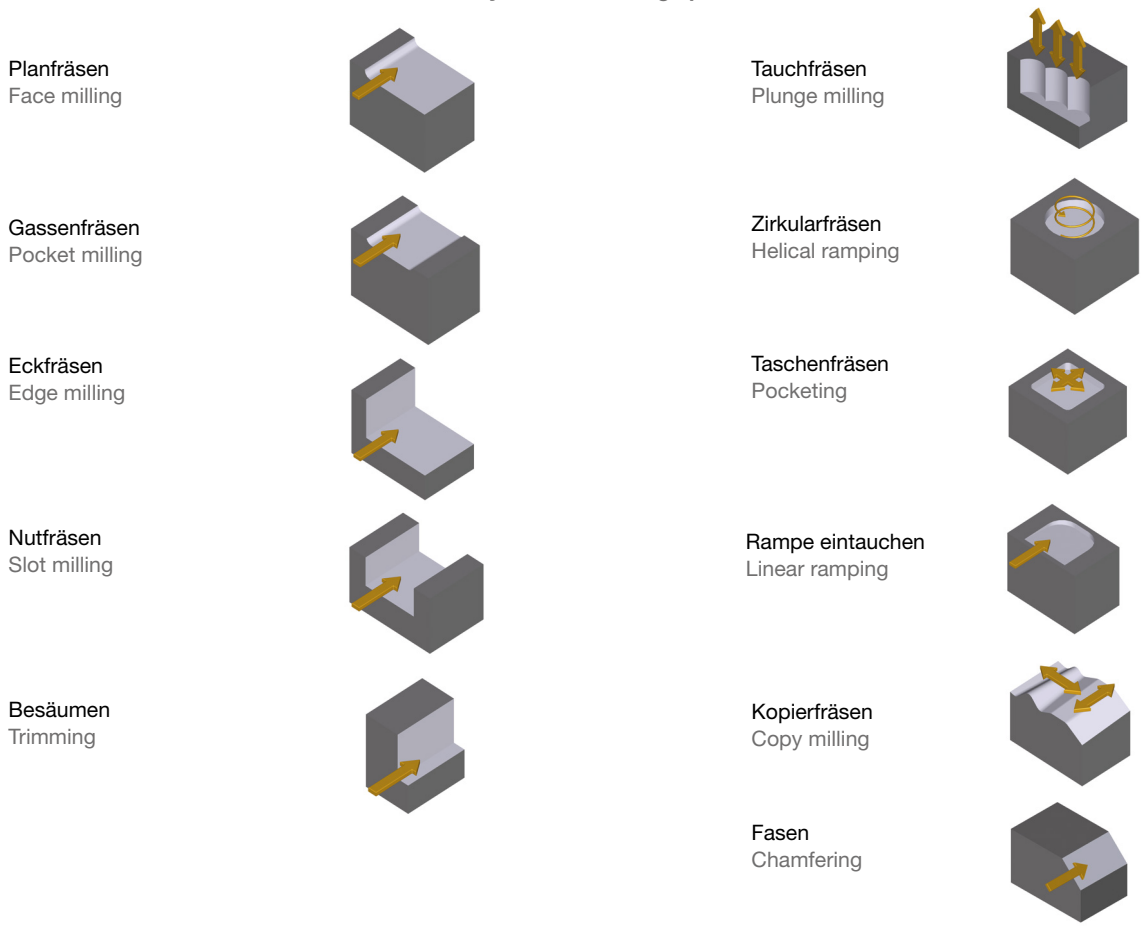 Planfräsen
Face milling
Gassenfräsen
Pocket milling
Eckfräsen
Edge milling
Nutfräsen
Slot milling
Besäumen
Trimming
Tauchfräsen
Plunge milling
Zirkularfräsen
Helical ramping
Taschenfräsen
Pocketing
Rampe eintauchen
Linear ramping
Kopierfräsen
Copy milling
Fasen
Chamfering